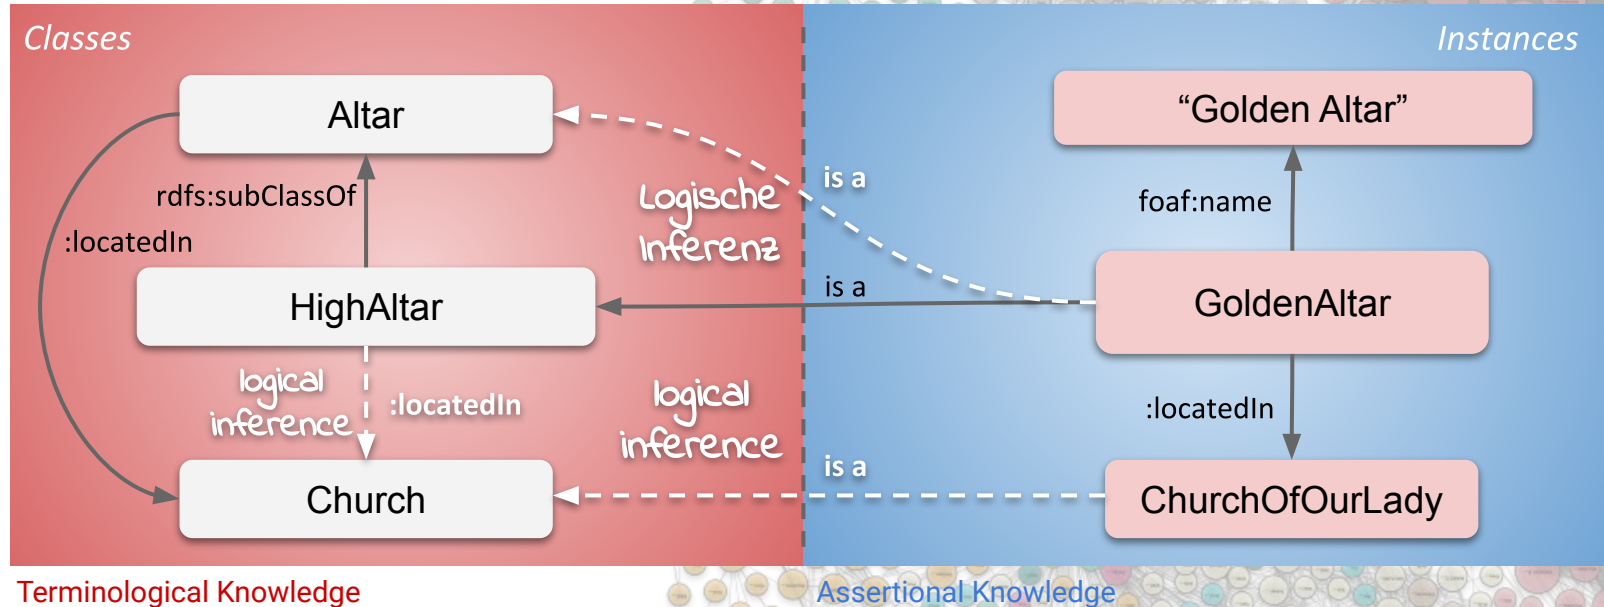 Classes
Instances
Altar
“Golden Altar”
is a
rdfs:subClassOf
Logische
Inferenz
foaf:name
:locatedIn
HighAltar
is a
GoldenAltar
logical
inference
:locatedIn
logical
inference
:locatedIn
is a
Church
ChurchOfOurLady
Terminological Knowledge
Assertional Knowledge